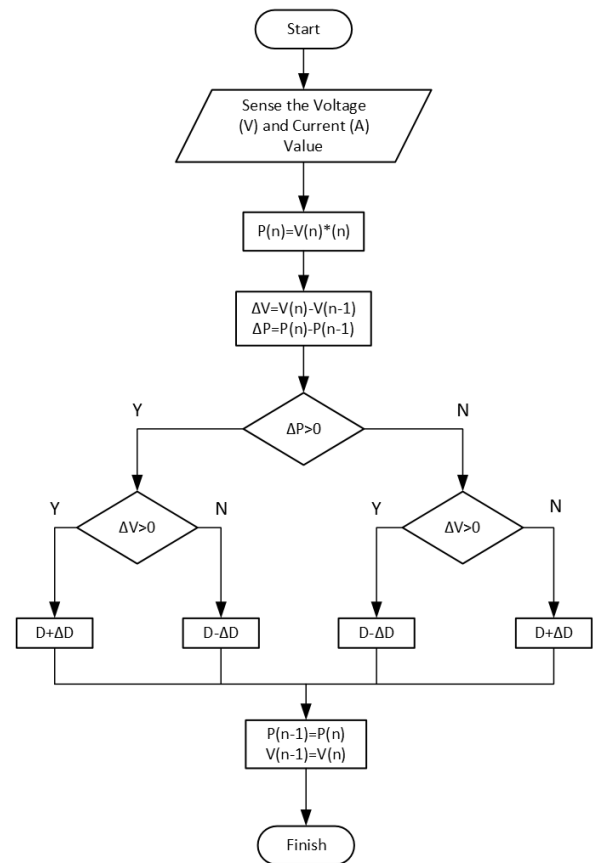 Start
Sense the Voltage
(V) and Current (A)
Value
P(n)=V(n)*(n)
ΔV=V(n)-V(n-1)
ΔP=P(n)-P(n-1)
Y
N
ΔP>0
Y
N
Y
N
ΔV>0
ΔV>0
D+ΔD
D-ΔD
D-ΔD
D+ΔD
P(n-1)=P(n)
V(n-1)=V(n)
Finish